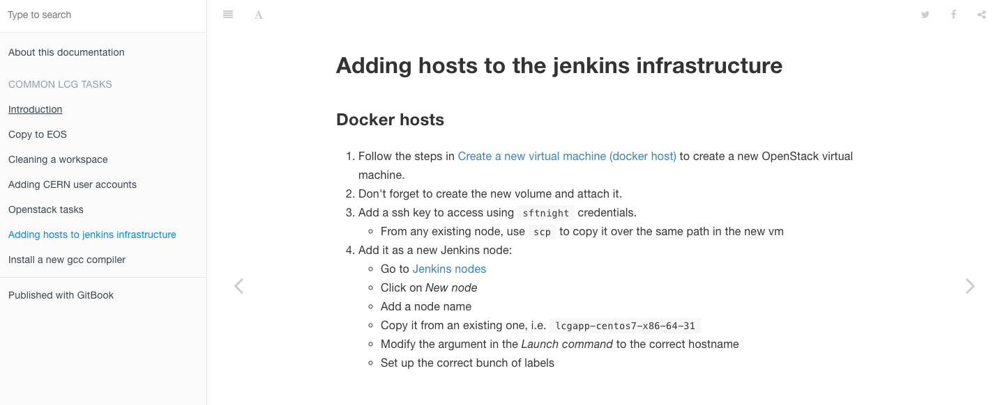 Type to search
About this documentation
COMMON LCG TASKS
Introduction
Copy to EOS
Cleaning a workspace
Adding CERN user accounts
Openstack tasks
Adding hosts to jenkins infrastructure
Install a new gcc compiler
Published with GitBook
A
Adding hosts to the jenkins infrastructure
Docker hosts
1. Follow the steps in Create a new virtual machine (docker host) to create a new OpenStack virtual
machine.
2. Don't forget to create the new volume and attach it.
3. Add a ssh key to access using sftnight credentials.
From any existing node, use scp to copy it over the same path in the new vm
4. Add it as a new Jenkins node:
Go to Jenkins nodes
Click on New node
Add a node name
Copy it from an existing one, i.e. lcgapp-centos7-x86-64-31
Modify the argument in the Launch command to the correct hostname
Set up the correct bunch of labels